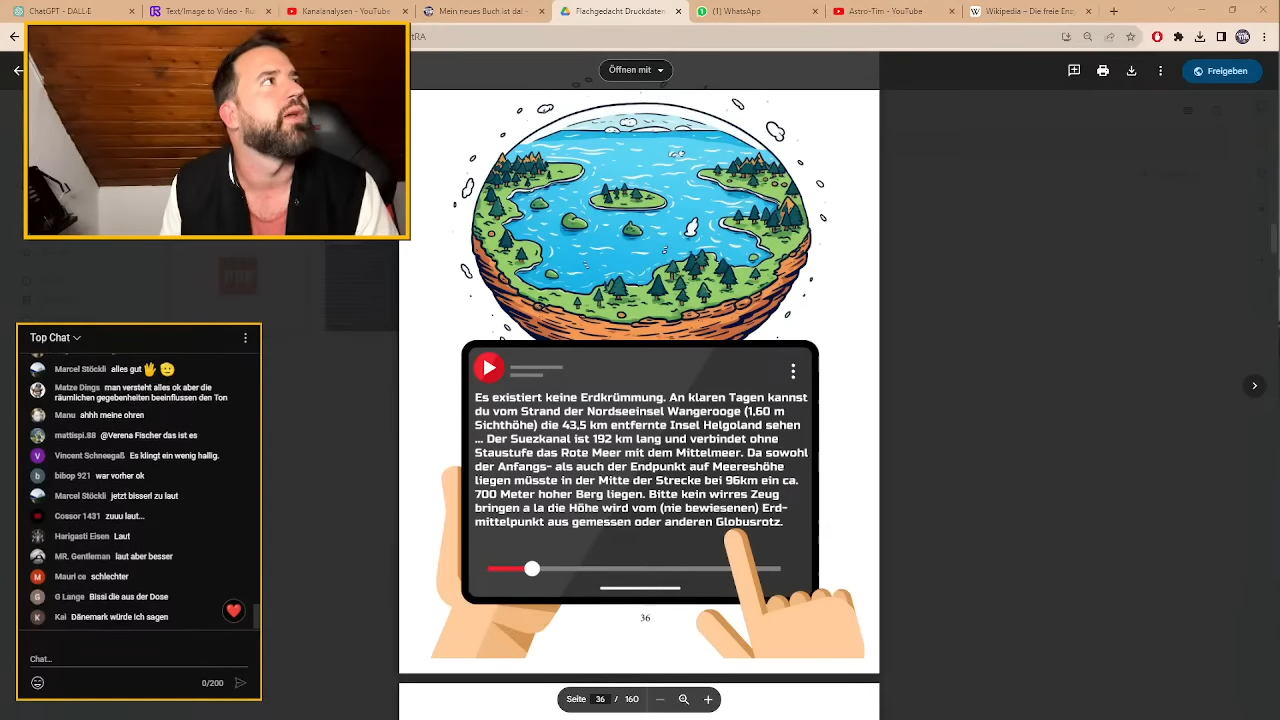 ChatGPT - DALL-E
Text/Image to Video - Ru
Kanalanalysen - YouTube
Mein neues Buch ist da! -
Flachgedacht Druckdaten
(1) WhatsApp
Astro-Tim - YouTube
Wikipedia – Die freie Enz
tRA
Öffnen mit
Freigeben
Es existiert keine Erdkrümmung. An klaren Tagen kannst
du vom Strand der Nordseeinsel Wangerooge (1,60 m
Sichthöhe) die 43,5 km entfernte Insel Helgoland sehen
... Der Suezkanal ist 192 km lang und verbindet ohne
Staustufe das Rote Meer mit dem Mittelmeer. Da sowohl
der Anfangs- als auch der Endpunkt auf Meereshöhe
liegen müsste in der Mitte der Strecke bei 96km ein ca.
700 Meter hoher Berg liegen. Bitte kein wirres Zeug
bringen a la die Höhe wird vom (nie bewiesenen) Erd-
mittelpunkt aus gemessen oder anderen Globusrotz.
36
Seite 36 / 160
Top Chat
Marcel Stöckli alles gut
Matze Dings man versteht alles ok aber die
räumlichen gegebenheiten beeinflussen den Ton
Manu ahhh meine ohren
mattispi.88 @Verena Fischer das ist es
Vincent Schneegaß Es klingt ein wenig hallig.
bibop 921 war vorher ok
Marcel Stöckli jetzt bisserl zu laut
Cossor 1431 zuuu laut...
Harigasti Eisen Laut
MR. Gentleman laut aber besser
Mauri ce schlechter
G Lange Bissi die aus der Dose
Kai Dänemark würde ich sagen
Chat...
0/200